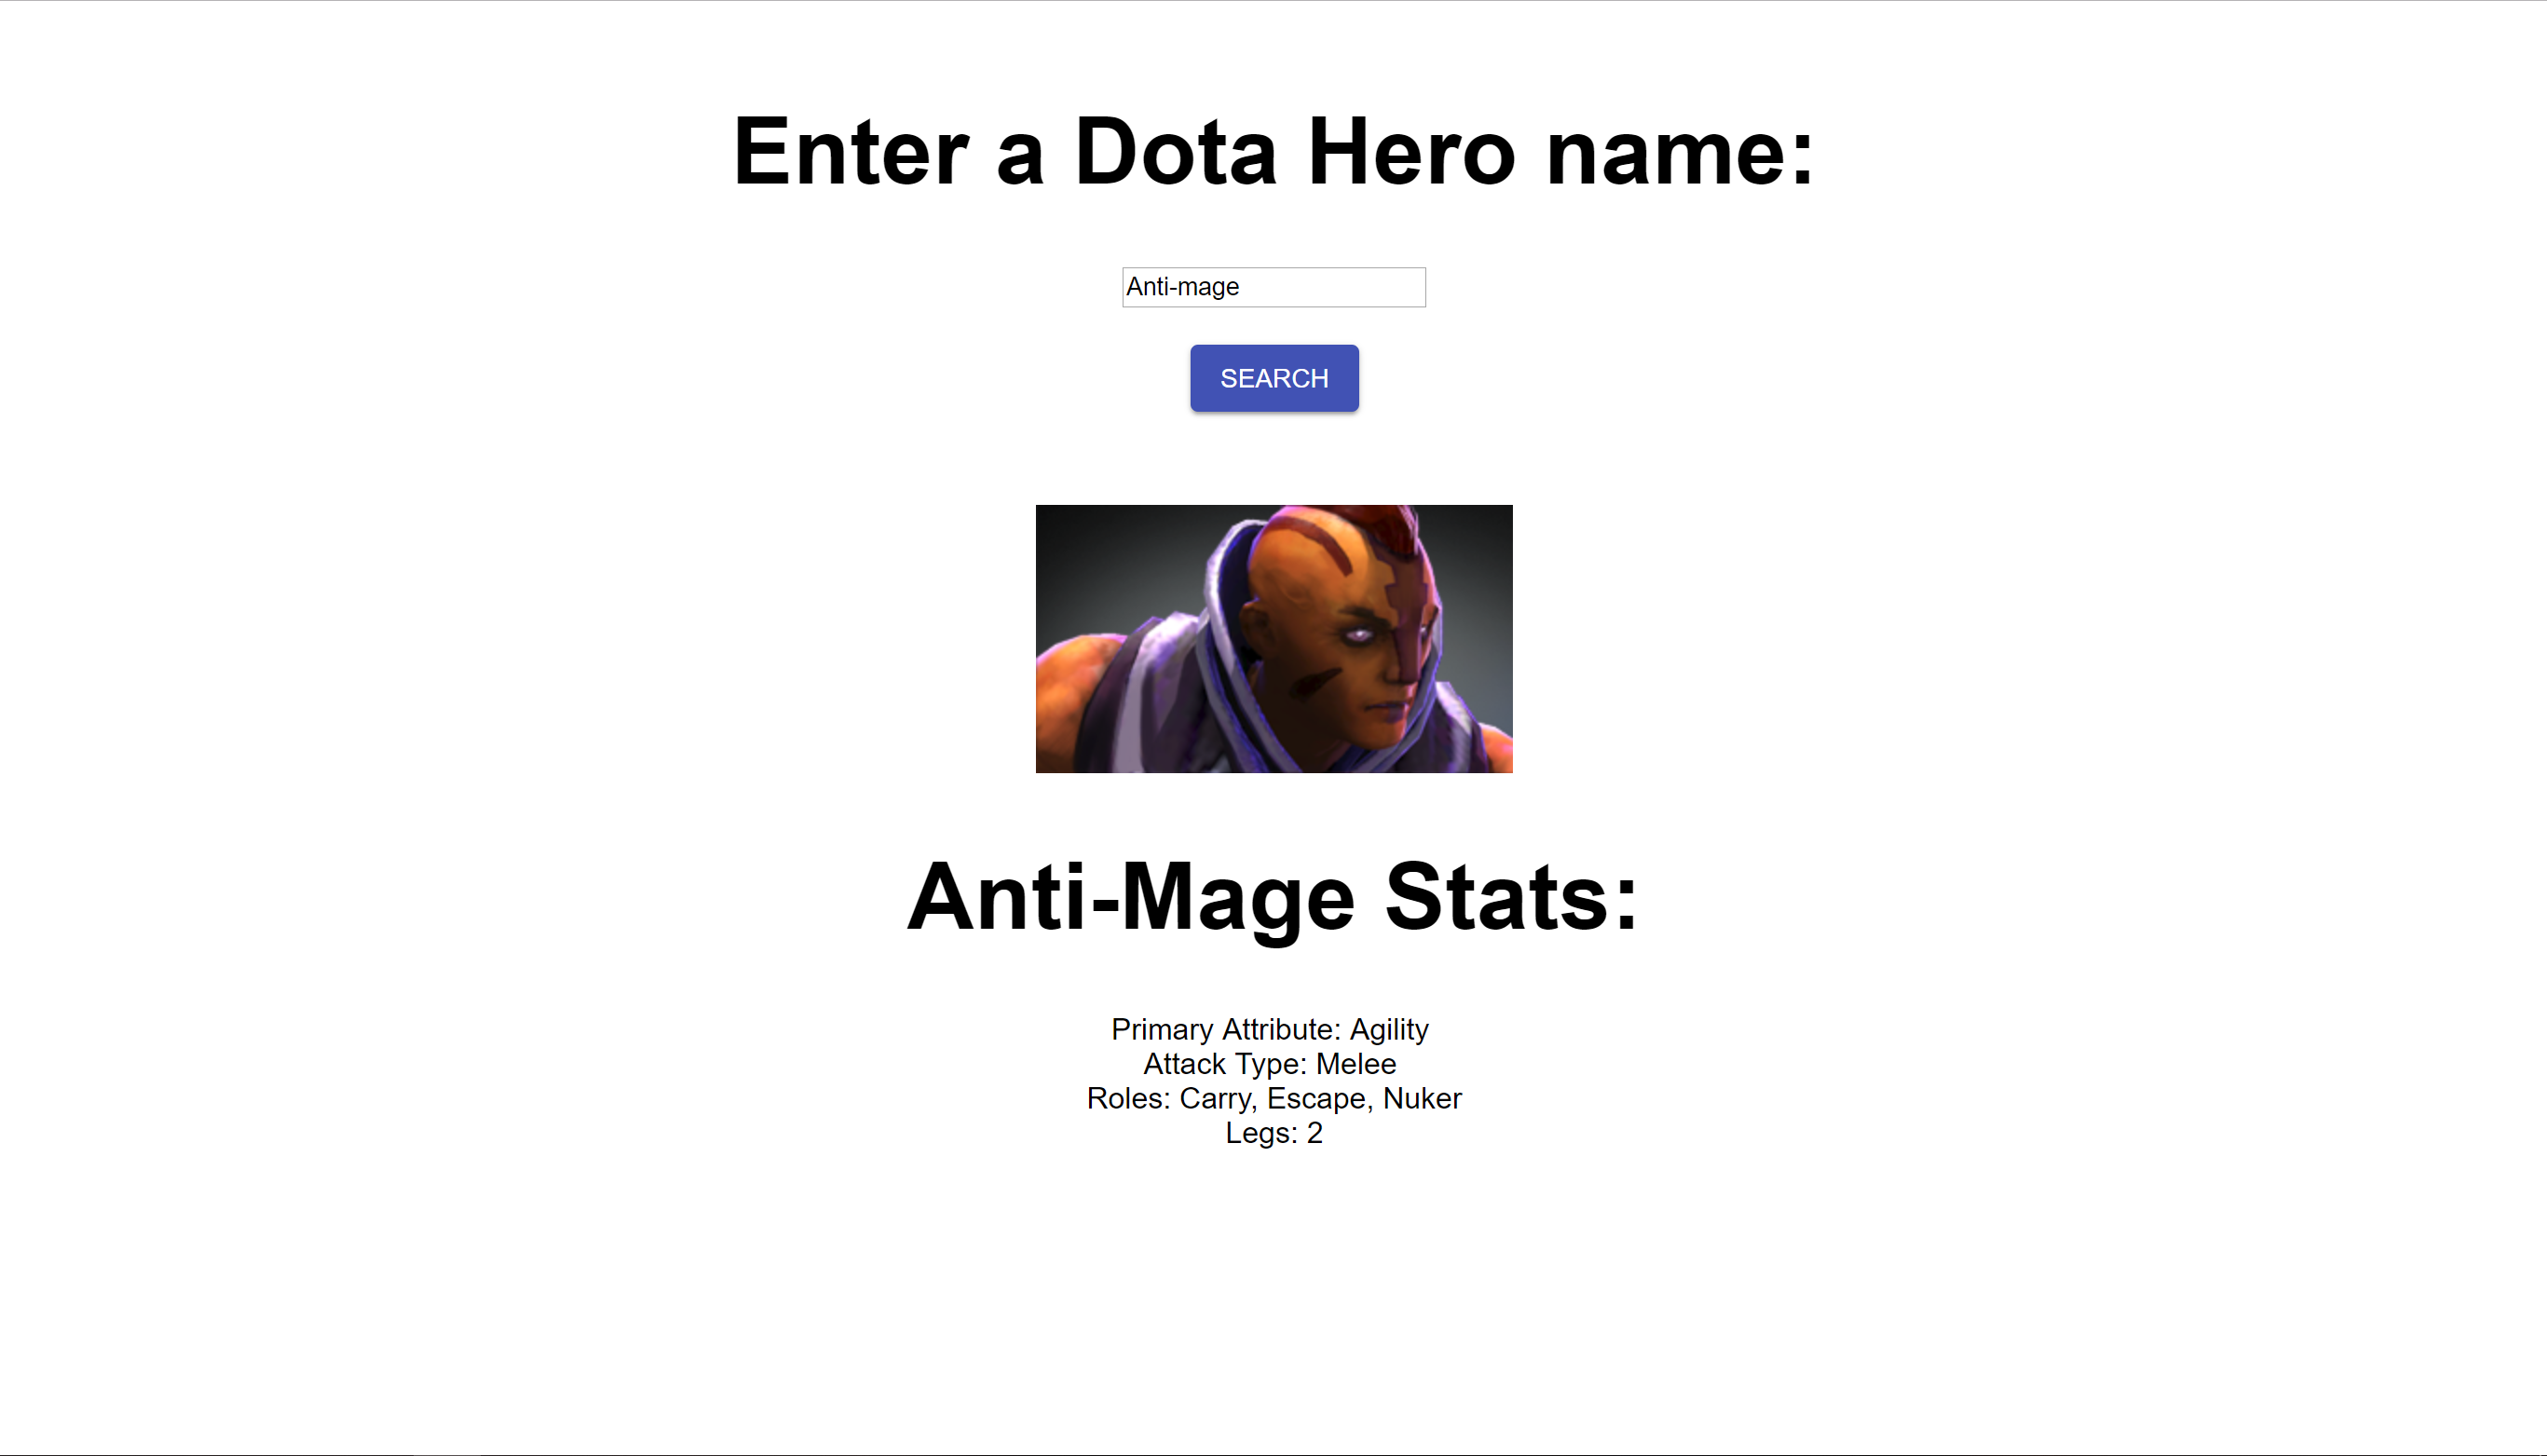 Enter a Dota Hero name:
Anti-mage
SEARCH
Anti-Mage Stats:
Primary Attribute: Agility
Attack Type: Melee
Roles: Carry, Escape, Nuker
Legs: 2